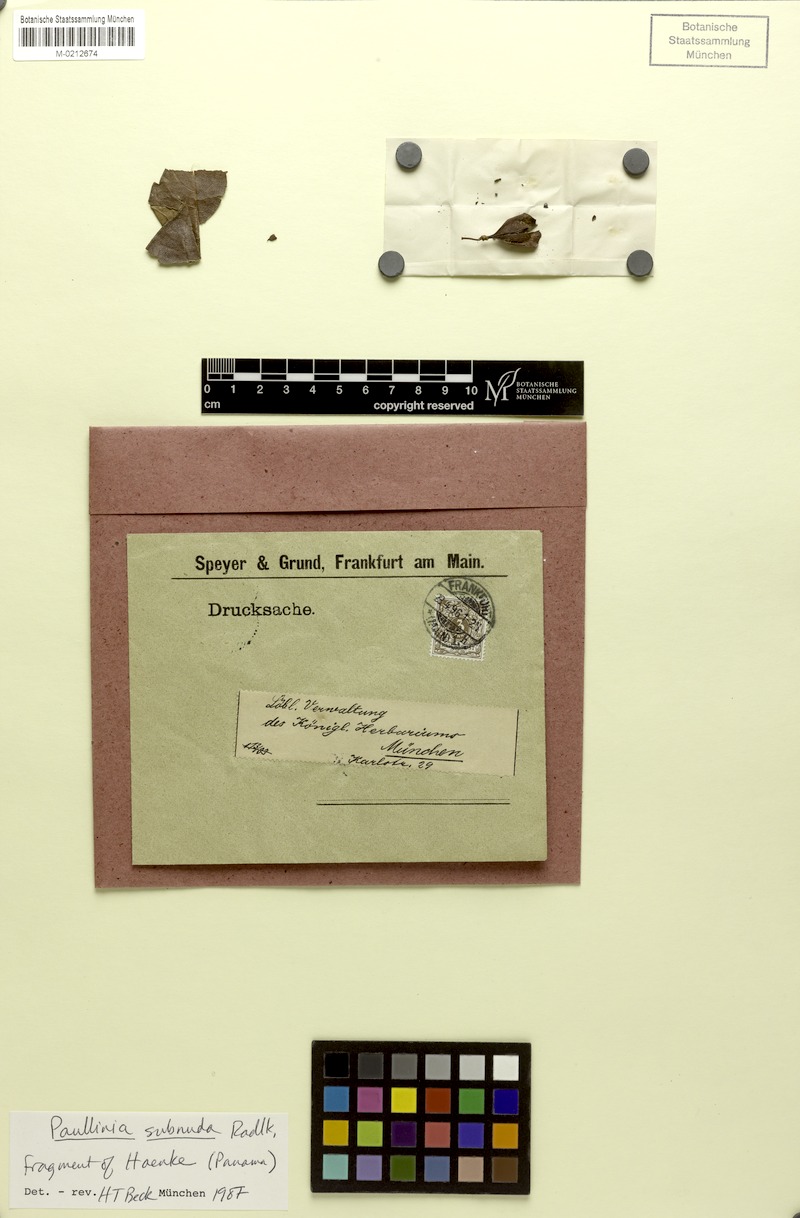 Botanische Staatssammlung München
M-0212674
Botanische
Staatssammlung
München
0 1 2 3 4 5 6 7 8 9 10
cm
copyright reserved
BOTANISCHE
STAATSSAMMLUNG
MÜNCHEN
Speyer & Grund, Frankfurt am Main.
Drucksache.
FRANKFURT
(MAIN)
Löbl. Verwaltung
des Königl. Herbariums
München
Karlstr. 29
Paullinia subnuda Radlk.
fragment of Haenke (Panama)
Det. - rev. HT Beck München 1987